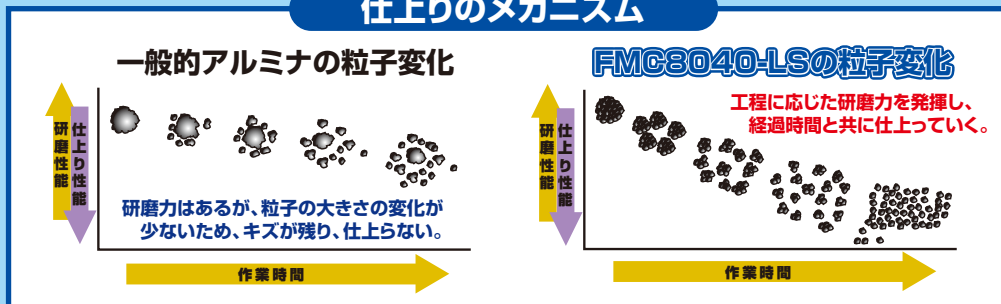 仕上りのメカニズム
一般的アルミナの粒子変化
研磨性能
仕上り性能
研磨力はあるが、粒子の大きさの変化が
少ないため、キズが残り、仕上らない。
作業時間
FMC8040-LSの粒子変化
研磨性能
仕上り性能
工程に応じた研磨力を発揮し、
経過時間と共に仕上っていく。
作業時間